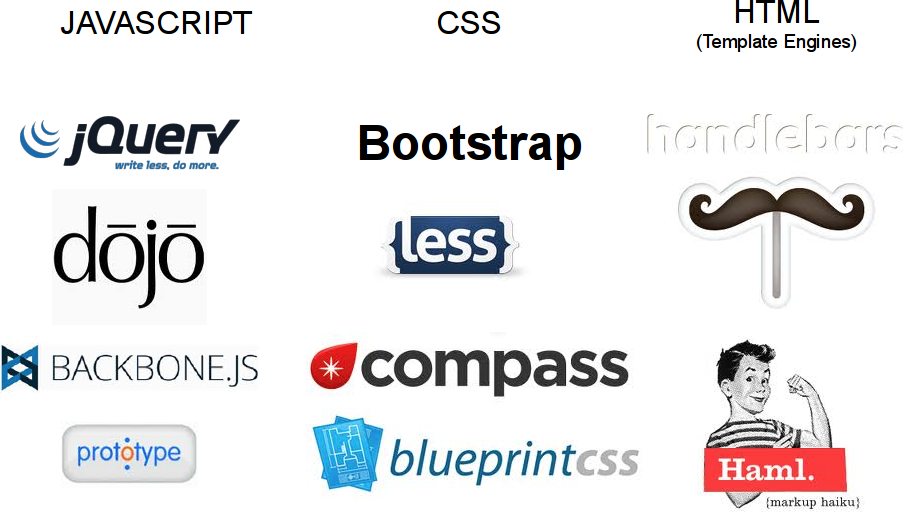 JAVASCRIPT
CSS
HTML
(Template Engines)
jQuery
write less, do more.
Bootstrap
handlebars
dōjō
{less}
BACKBONE.JS
compass
prototype
blueprintcss
Haml.
{markup haiku}